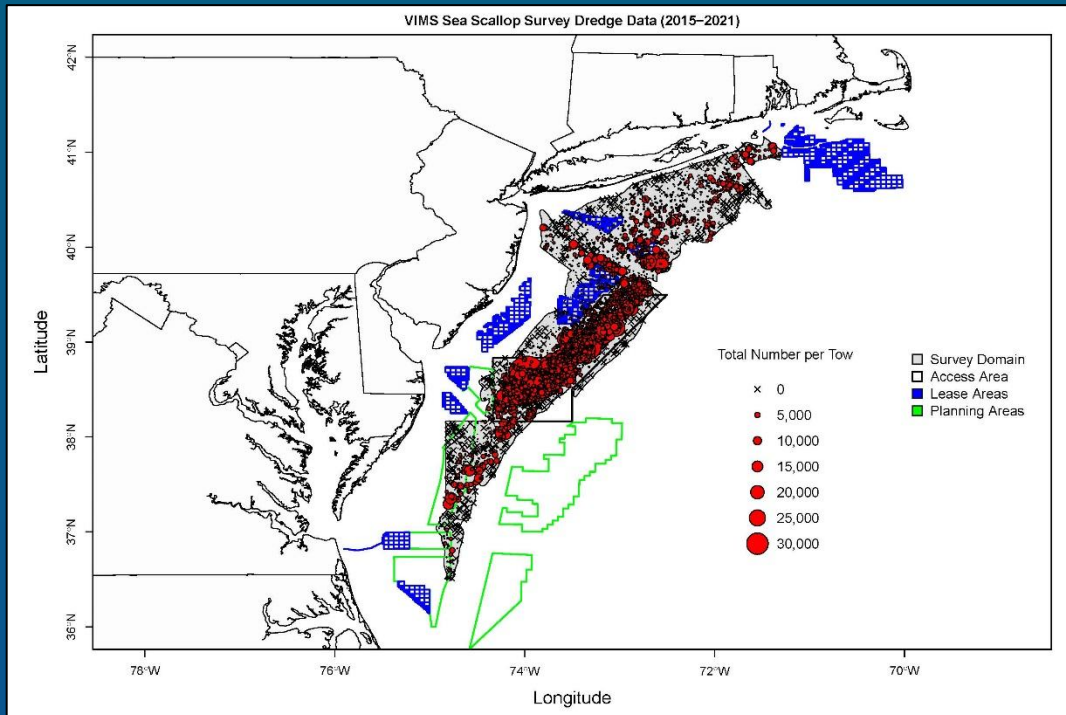 VIMS Sea Scallop Survey Dredge Data (2015–2021)
42°N
41°N
40°N
39°N
38°N
37°N
36°N
Latitude
Total Number per Tow
0
5,000
10,000
15,000
20,000
25,000
30,000
Survey Domain
Access Area
Lease Areas
Planning Areas
78°W
76°W
74°W
72°W
70°W
Longitude